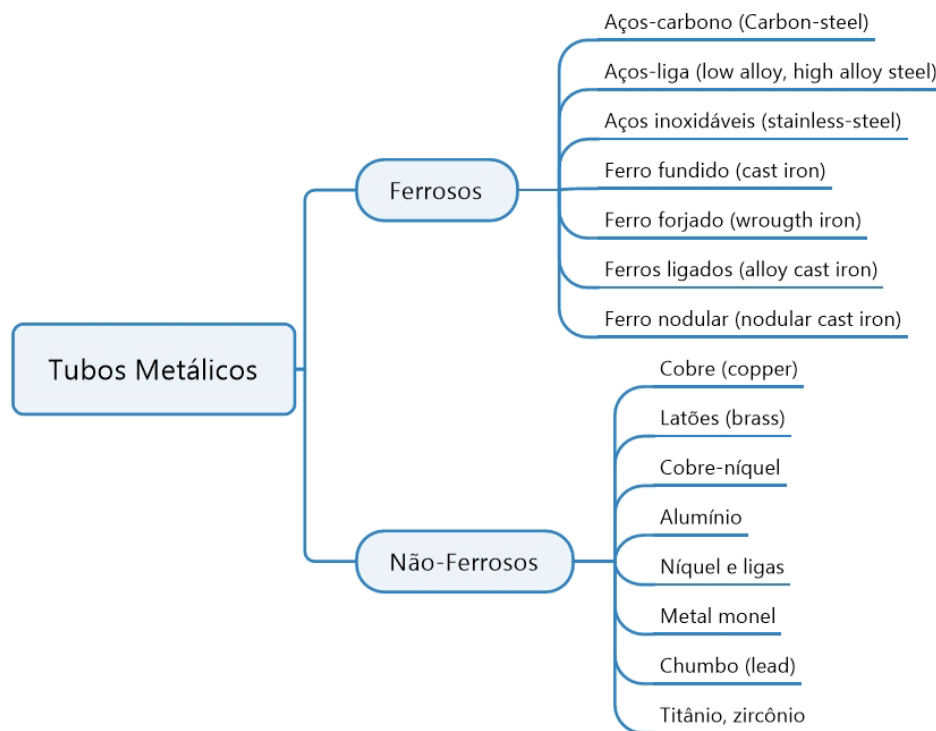 Tubos Metálicos
Ferrosos
Aços-carbono (Carbon-steel)
Aços-liga (low alloy, high alloy steel)
Aços inoxidáveis (stainless-steel)
Ferro fundido (cast iron)
Ferro forjado (wrougth iron)
Ferros ligados (alloy cast iron)
Ferro nodular (nodular cast iron)
Não-Ferrosos
Cobre (copper)
Latões (brass)
Cobre-níquel
Alumínio
Níquel e ligas
Metal monel
Chumbo (lead)
Titânio, zircônio